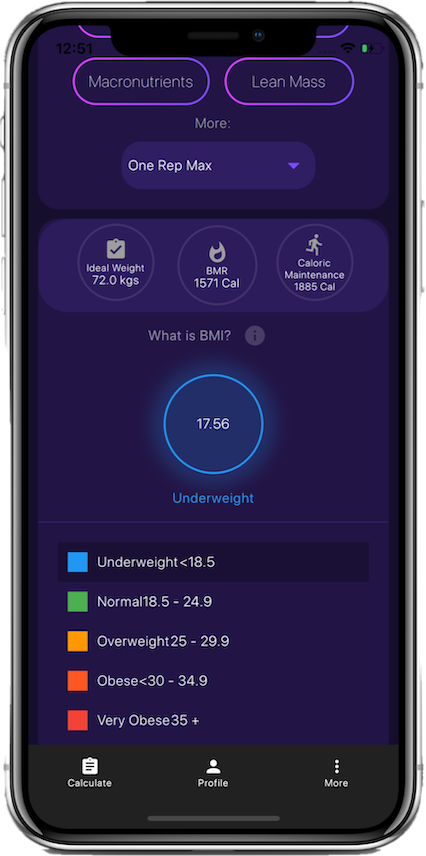 12:51
Macronutrients Lean Mass
More:
One Rep Max
Ideal Weight
72.0 kgs
BMR
1571 Cal
Caloric
Maintenance
1885 Cal
What is BMI? i
17.56
Underweight
Underweight<18.5
Normal18.5 - 24.9
Overweight25 - 29.9
Obese<30 - 34.9
Very Obese35 +
Calculate Profile More